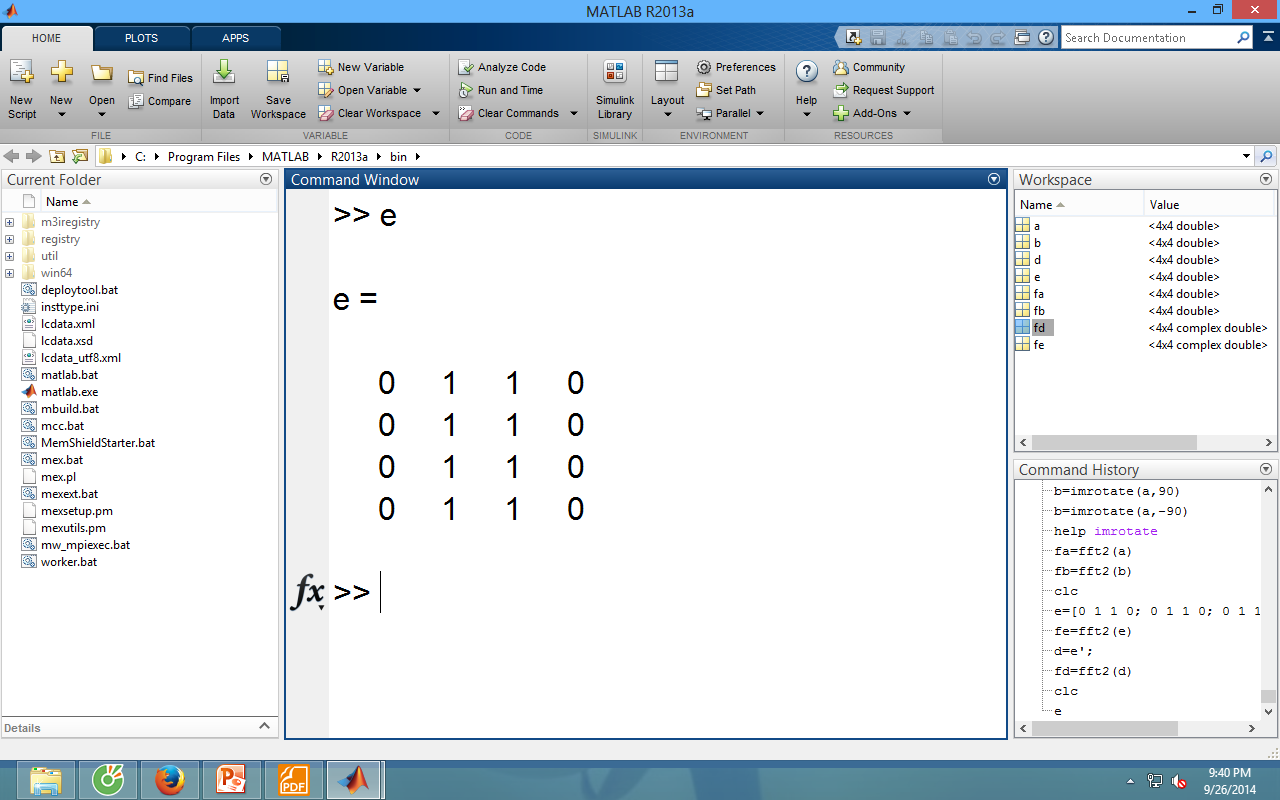 MATLAB R2013a
HOME PLOTS APPS
Search Documentation
New Script
New
Open
Find Files
Compare
FILE
Import Data
Save Workspace
New Variable
Open Variable
Clear Workspace
VARIABLE
Analyze Code
Run and Time
Clear Commands
CODE
Simulink Library
SIMULINK
Layout
Preferences
Set Path
Parallel
ENVIRONMENT
Help
Community
Request Support
Add-Ons
RESOURCES
C: Program Files MATLAB R2013a bin
Current Folder
Name
m3iregistry
registry
util
win64
deploytool.bat
insttype.ini
lcdata.xml
lcdata.xsd
lcdata_utf8.xml
matlab.bat
matlab.exe
mbuild.bat
mcc.bat
MemShieldStarter.bat
mex.bat
mex.pl
mexext.bat
mexsetup.pm
mexutils.pm
mw_mpiexec.bat
worker.bat
Details
Command Window
>> e
e =
0 1 1 0
0 1 1 0
0 1 1 0
0 1 1 0
fx >>
Workspace
Name Value
a <4x4 double>
b <4x4 double>
d <4x4 double>
e <4x4 double>
fa <4x4 double>
fb <4x4 double>
fd <4x4 complex double>
fe <4x4 complex double>
Command History
b=imrotate(a,90)
b=imrotate(a,-90)
help imrotate
fa=fft2(a)
fb=fft2(b)
clc
e=[0 1 1 0; 0 1 1 0; 0 1 1
fe=fft2(e)
d=e';
fd=fft2(d)
clc
e
PDF
9:40 PM
9/26/2014